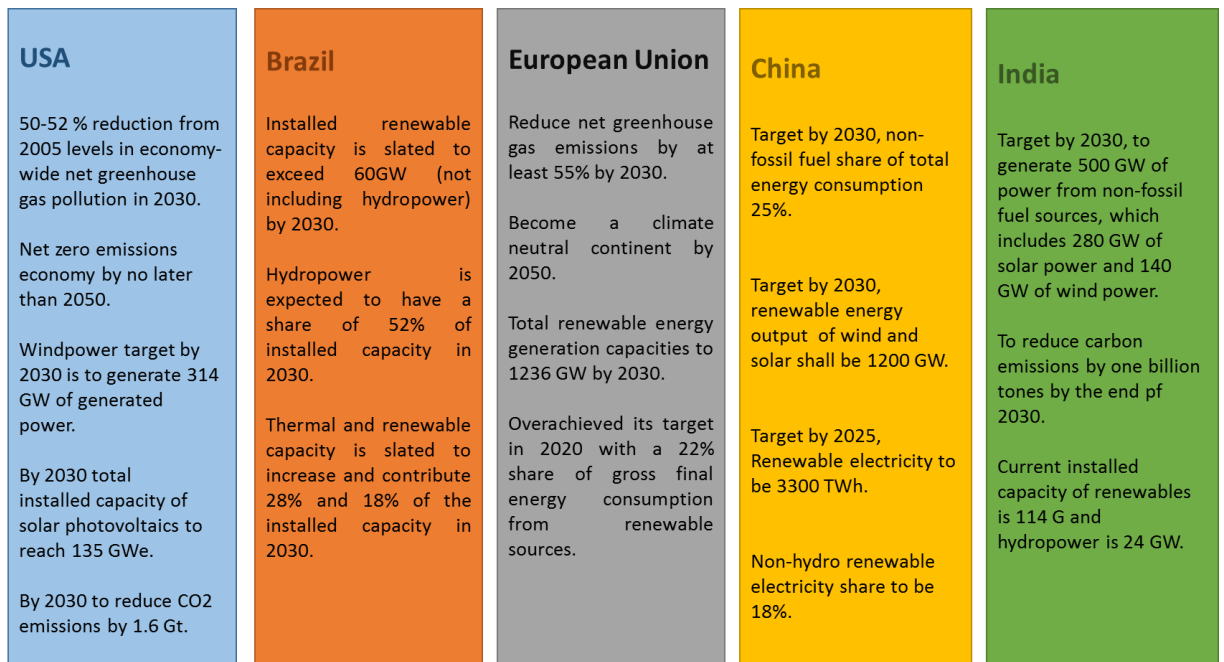 USA
50-52 % reduction from
2005 levels in economy-
wide net greenhouse
gas pollution in 2030.
Net zero emissions
economy by no later
than 2050.
Windpower target by
2030 is to generate 314
GW of generated
power.
By 2030 total
installed capacity of
solar photovoltaics to
reach 135 GWe.
By 2030 to reduce CO2
emissions by 1.6 Gt.
Brazil
Installed renewable
capacity is slated to
exceed 60GW (not
including hydropower)
by 2030.
Hydropower is
expected to have a
share of 52% of
installed capacity in
2030.
Thermal and renewable
capacity is slated to
increase and contribute
28% and 18% of the
installed capacity in
2030.
European Union
Reduce net greenhouse
gas emissions by at
least 55% by 2030.
Become a climate
neutral continent by
2050.
Total renewable energy
generation capacities to
1236 GW by 2030.
Overachieved its target
in 2020 with a 22%
share of gross final
energy consumption
from renewable
sources.
China
Target by 2030, non-
fossil fuel share of total
energy consumption
25%.
Target by 2030,
renewable energy
output of wind and
solar shall be 1200 GW.
Target by 2025,
Renewable electricity to
be 3300 TWh.
Non-hydro renewable
electricity share to be
18%.
India
Target by 2030, to
generate 500 GW of
power from non-fossil
fuel sources, which
includes 280 GW of
solar power and 140
GW of wind power.
To reduce carbon
emissions by one billion
tones by the end pf
2030.
Current installed
capacity of renewables
is 114 G and
hydropower is 24 GW.